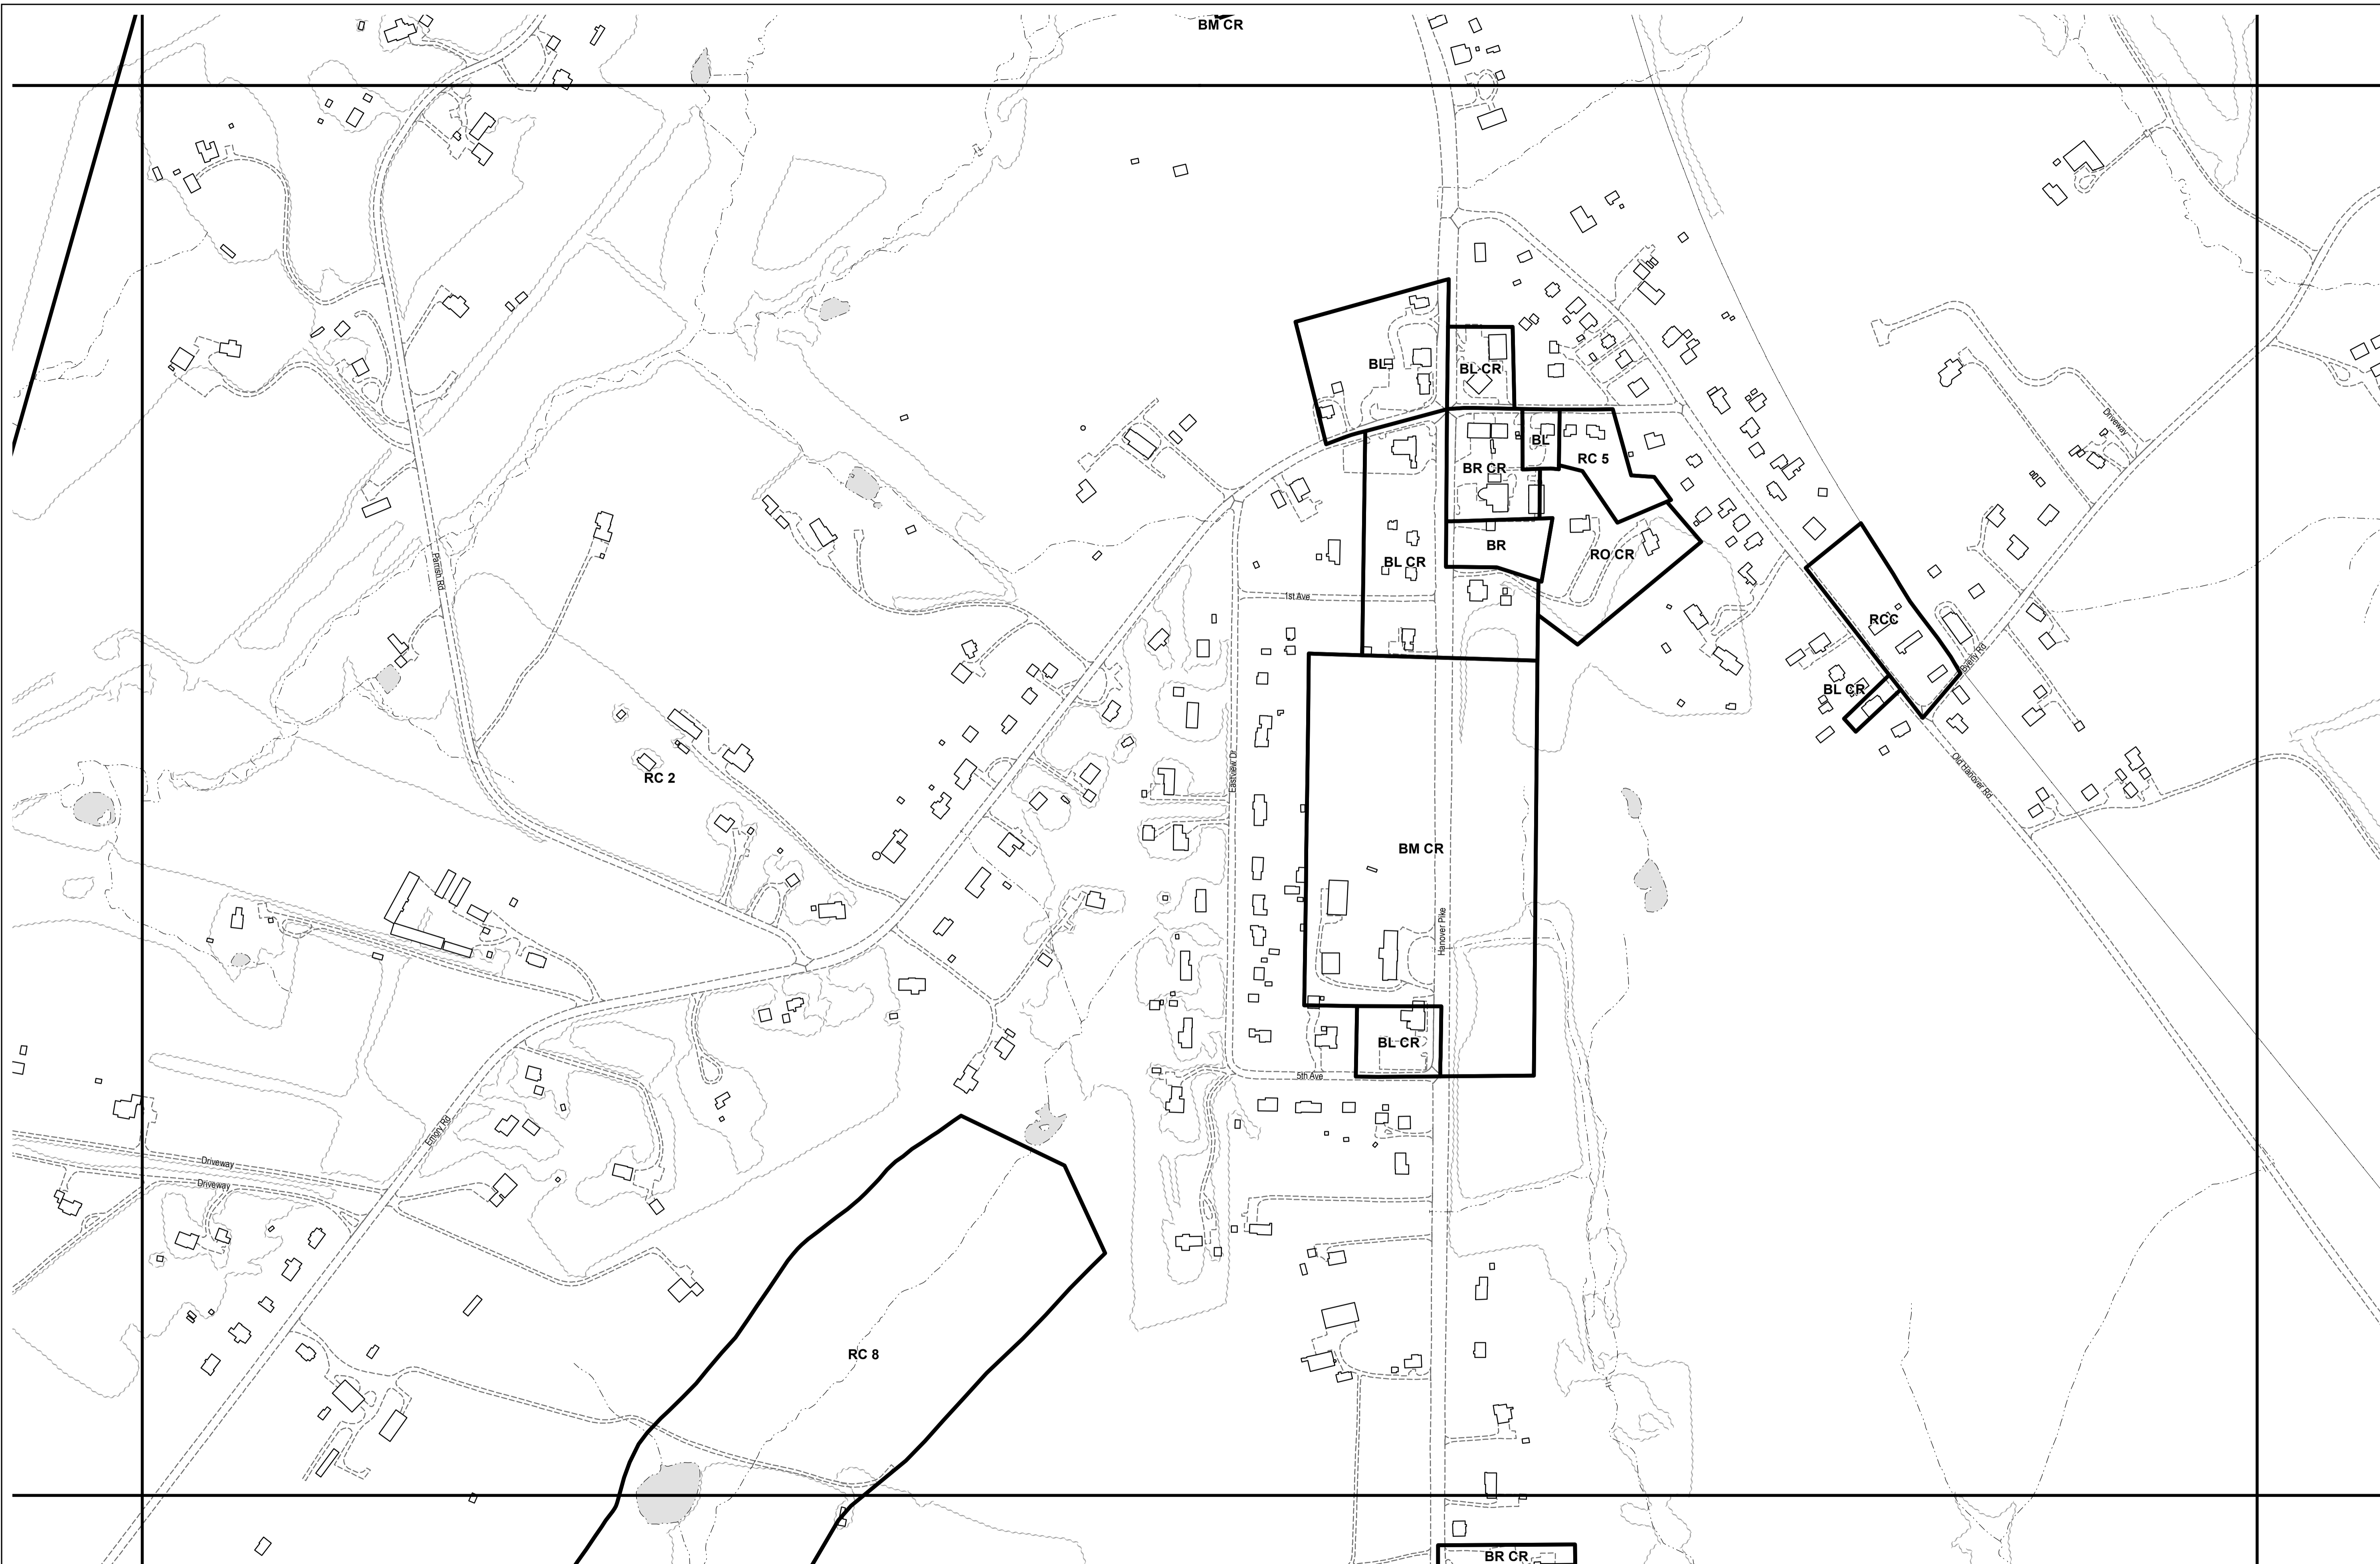 BM CR
BL
BL CR
BL
BR CR
RC 5
BR
RO CR
BL CR
1st Ave
Driveway
RCC
Byerly Rd
BL CR
Old Hanover Rd
Parrish Rd
RC 2
Eastview Dr
BM CR
Hanover Pike
BL CR
5th Ave
Emory Rd
Driveway
Driveway
RC 8
BR CR